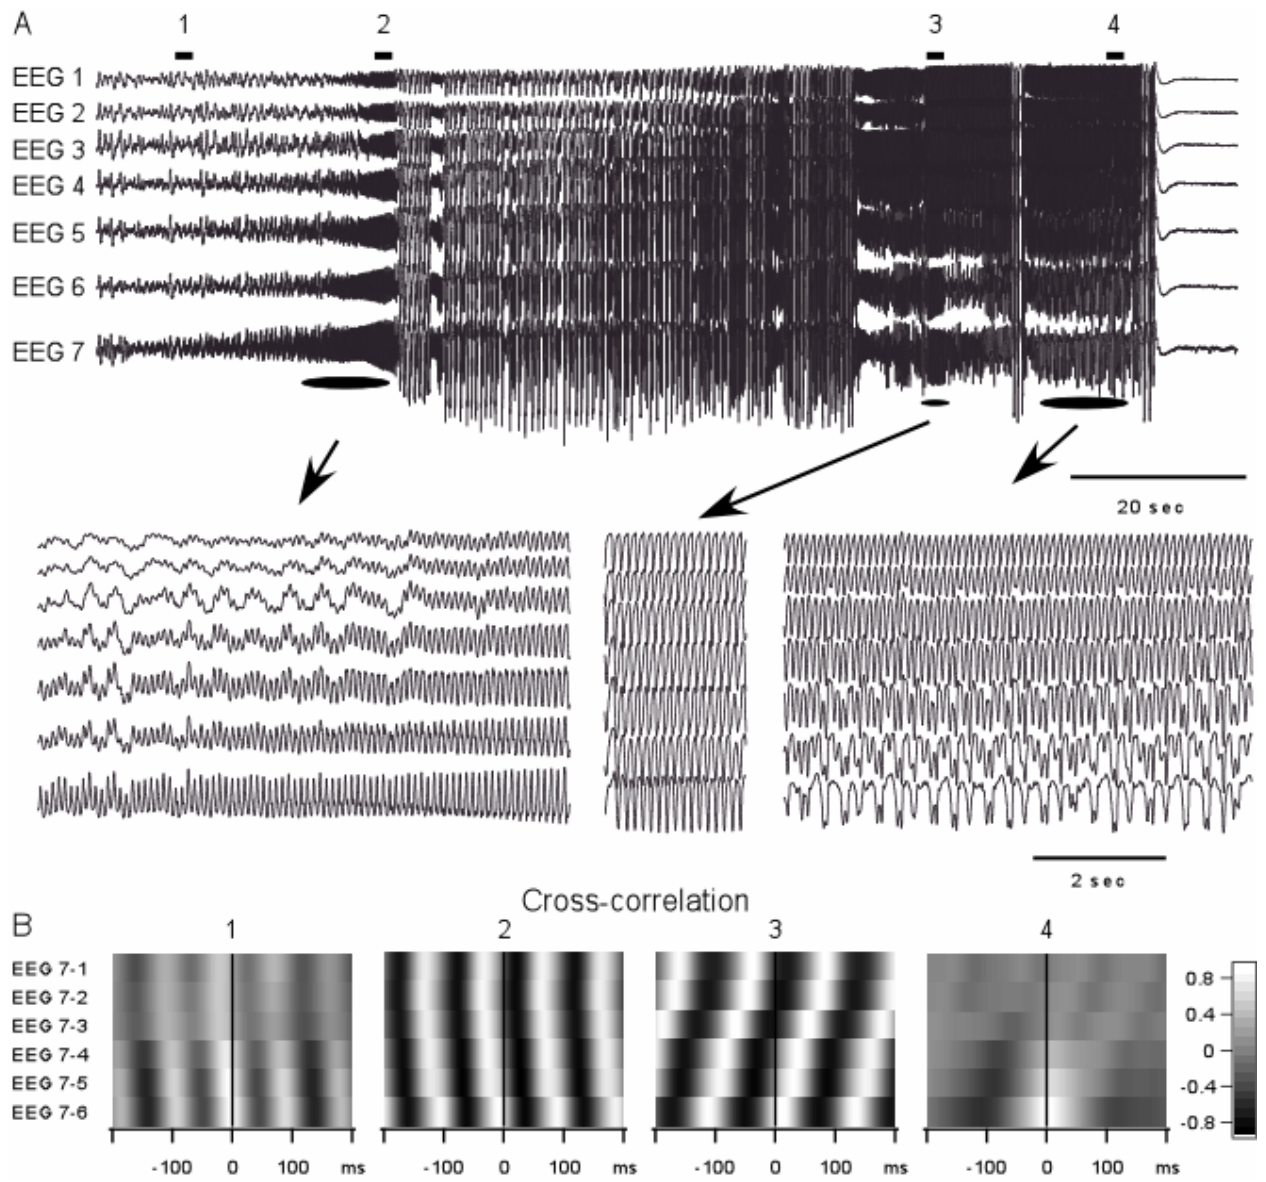 A
1 2 3 4
EEG 1
EEG 2
EEG 3
EEG 4
EEG 5
EEG 6
EEG 7
20 sec
2 sec
Cross-correlation
B
1 2 3 4
EEG 7-1
EEG 7-2
EEG 7-3
EEG 7-4
EEG 7-5
EEG 7-6
0.8
0.4
0
-0.4
-0.8
-100 0 100 ms -100 0 100 ms -100 0 100 ms -100 0 100 ms